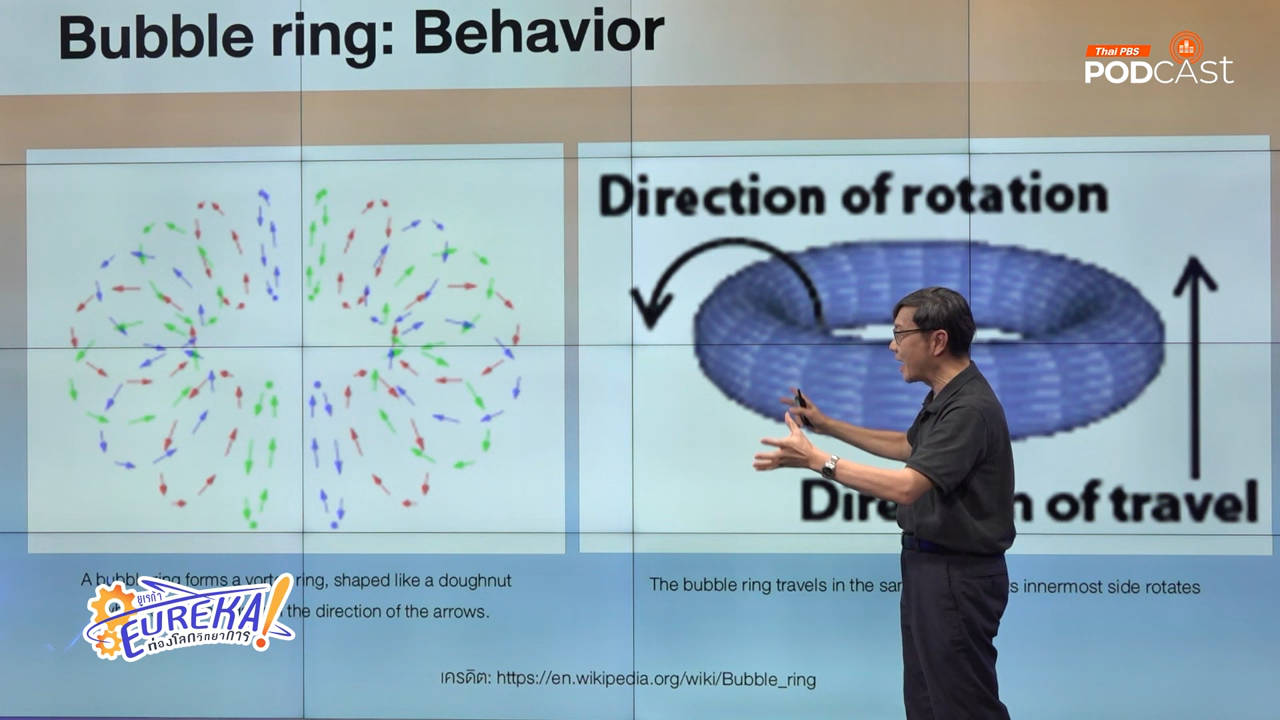 Bubble ring: Behavior
Thai PBS
PODCAST
Direction of rotation
Dire n of travel
A bubble ring forms a vortex ring, shaped like a doughnut
the direction of the arrows.
The bubble ring travels in the sa s innermost side rotates
ยูเรก้า
EUREKA!
ท่องโลกวิทยาการ
เครดิต: https://en.wikipedia.org/wiki/Bubble_ring